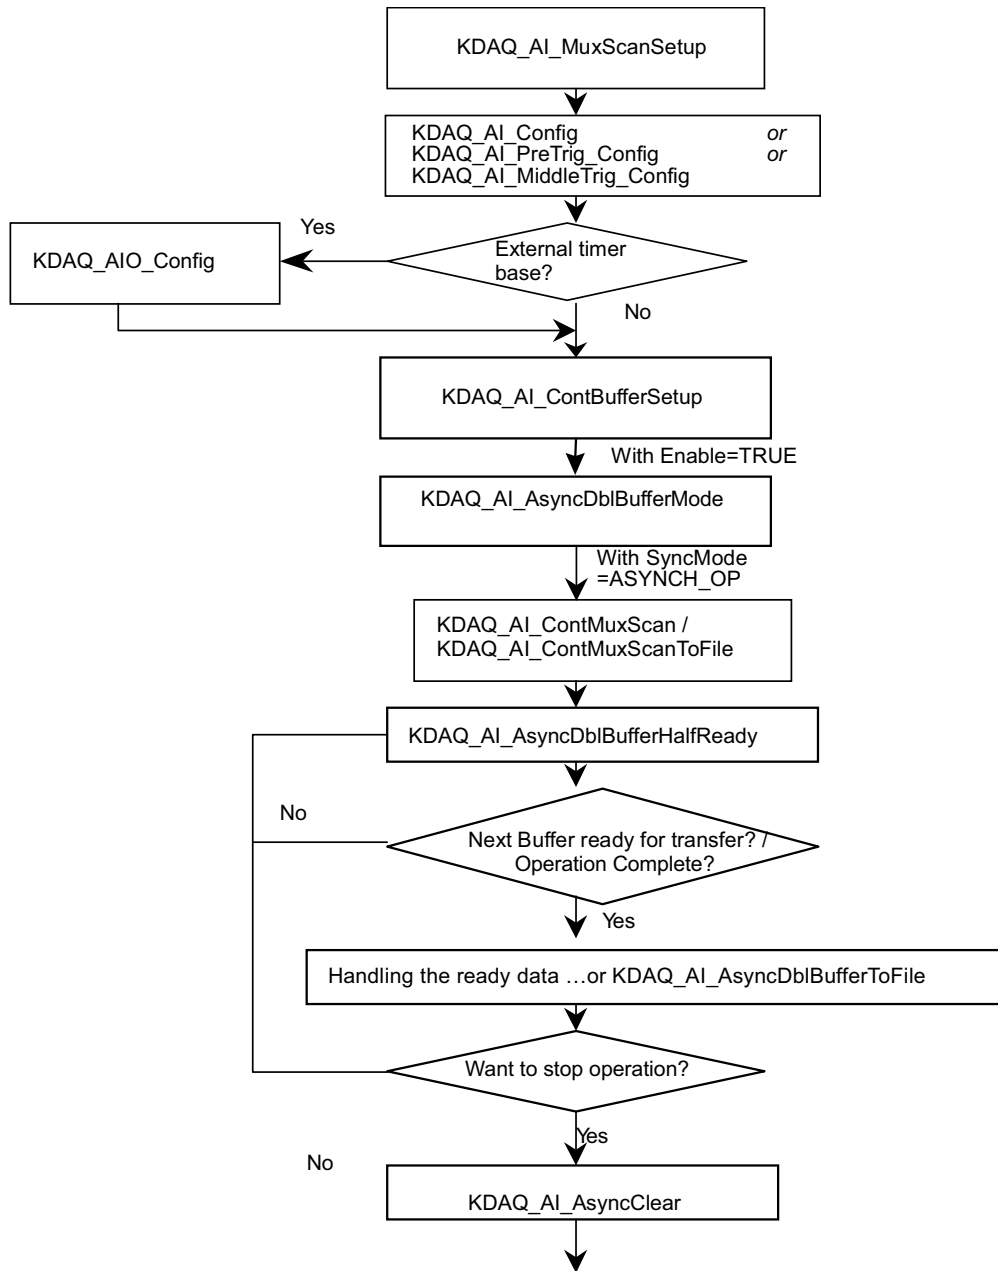 KDAQ_AI_MuxScanSetup
KDAQ_AI_Config or
KDAQ_AI_PreTrig_Config or
KDAQ_AI_MiddleTrig_Config
Yes
External timer
base?
KDAQ_AIO_Config
No
KDAQ_AI_ContBufferSetup
With Enable=TRUE
KDAQ_AI_AsyncDblBufferMode
With SyncMode
=ASYNCH_OP
KDAQ_AI_ContMuxScan /
KDAQ_AI_ContMuxScanToFile
KDAQ_AI_AsyncDblBufferHalfReady
No
Next Buffer ready for transfer? /
Operation Complete?
Yes
Handling the ready data …or KDAQ_AI_AsyncDblBufferToFile
Want to stop operation?
Yes
No
KDAQ_AI_AsyncClear